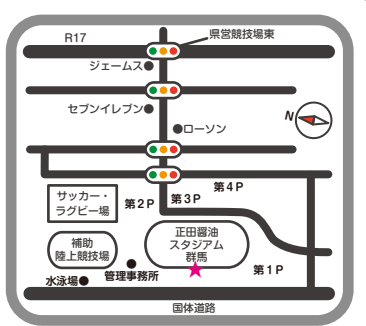 R17
県営競技場東
ジェームス
セブンイレブン
ローソン
N
第4P
サッカー・
ラグビー場
第2P
第3P
正田醤油
スタジアム
群馬
補助
陸上競技場
第1P
管理事務所
水泳場
国体道路